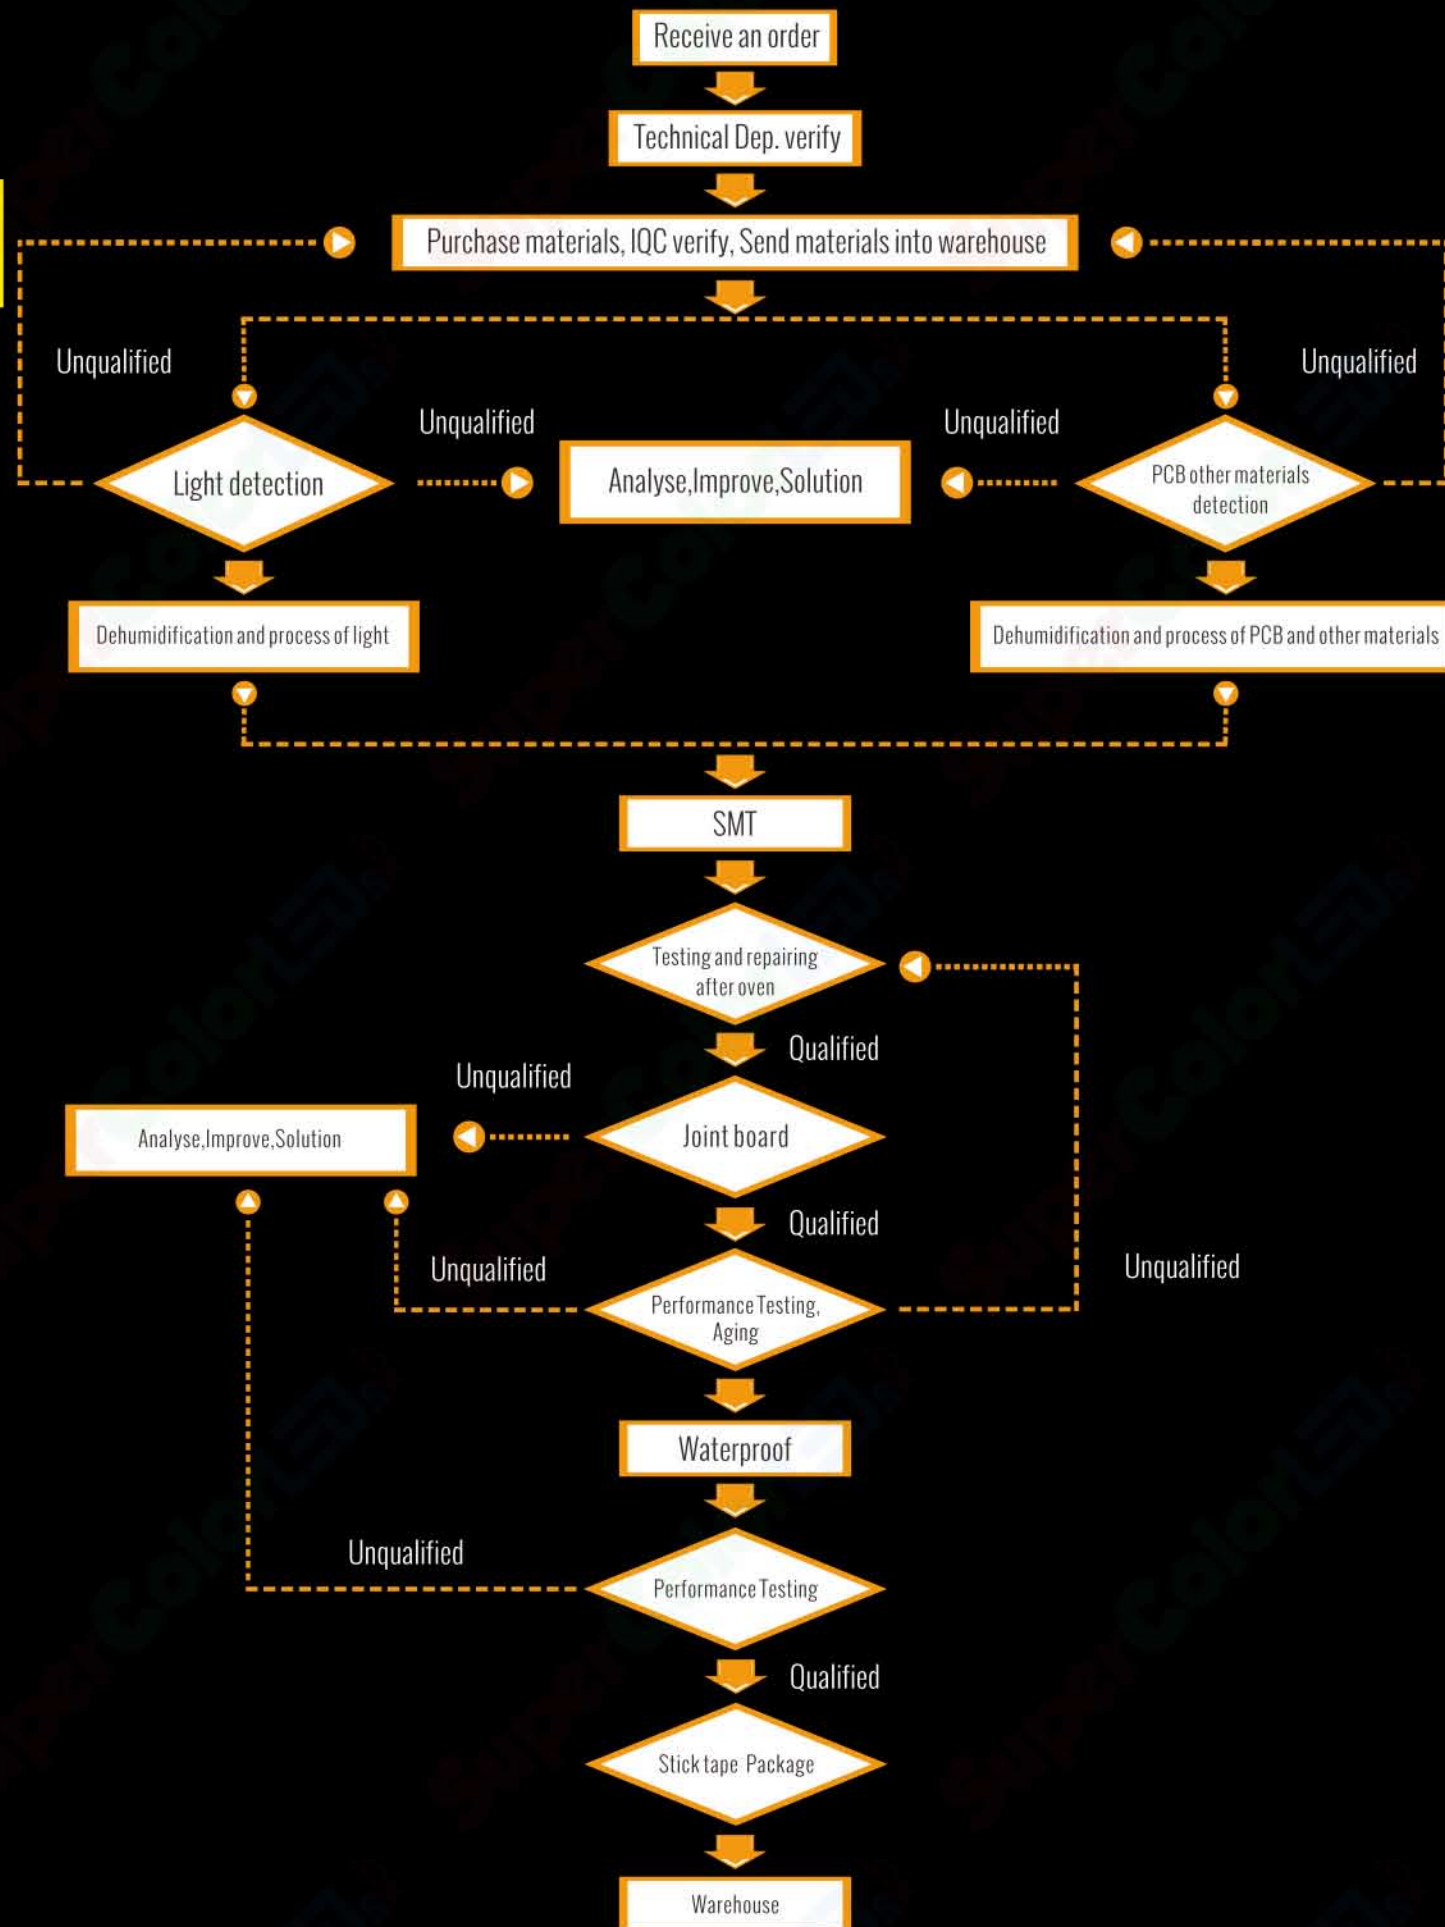 Receive an order
Technical Dep. verify
Purchase materials, IQC verify, Send materials into warehouse
Unqualified
Unqualified
Unqualified
Unqualified
Light detection
Analyse,Improve,Solution
PCB other materials
detection
Dehumidification and process of light
Dehumidification and process of PCB and other materials
SMT
Testing and repairing
after oven
Qualified
Unqualified
Analyse,Improve,Solution
Joint board
Qualified
Unqualified
Unqualified
Performance Testing,
Aging
Waterproof
Unqualified
Performance Testing
Qualified
Stick tape Package
Warehouse